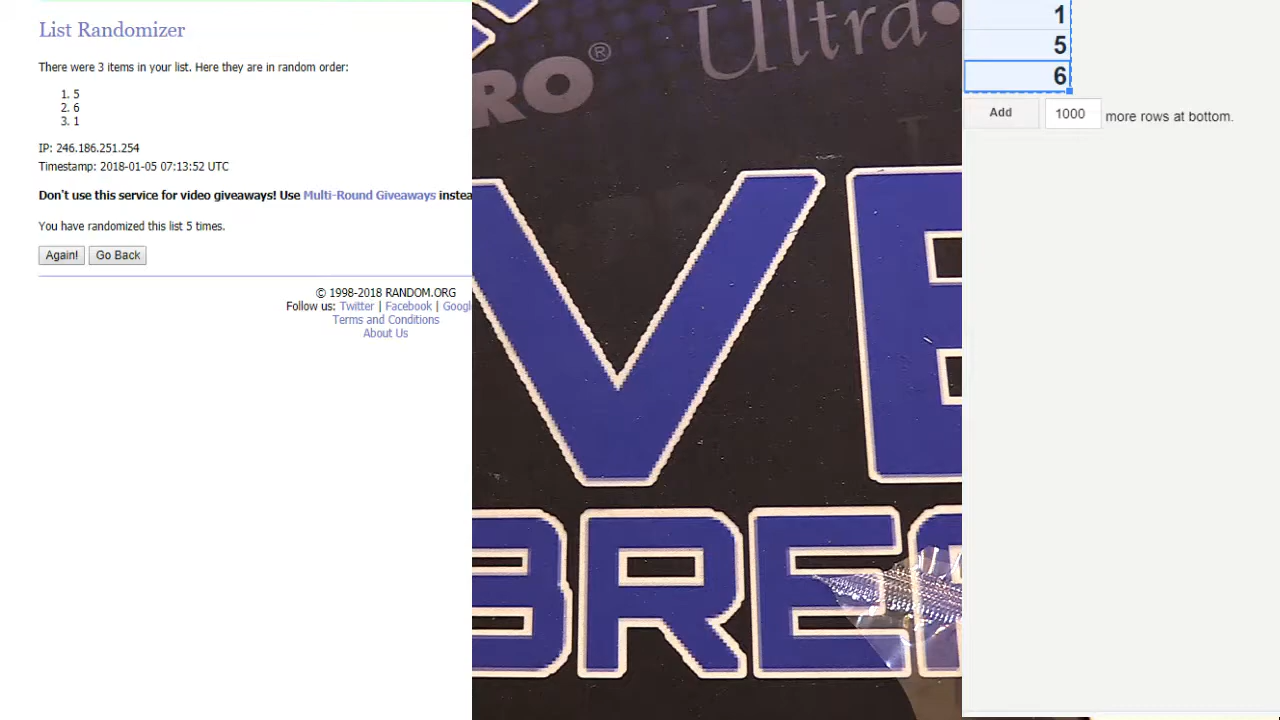 List Randomizer
There were 3 items in your list. Here they are in random order:
1. 5
2. 6
3. 1
IP: 246.186.251.254
Timestamp: 2018-01-05 07:13:52 UTC
Don't use this service for video giveaways! Use Multi-Round Giveaways
You have randomized this list 5 times.
Again! Go Back
© 1998-2018 RANDOM.ORG
Follow us: Twitter | Facebook |
Terms and Conditions
About Us
RO® Ultra
VE
BRE
1
5
6
Add 1000 more rows at bottom.